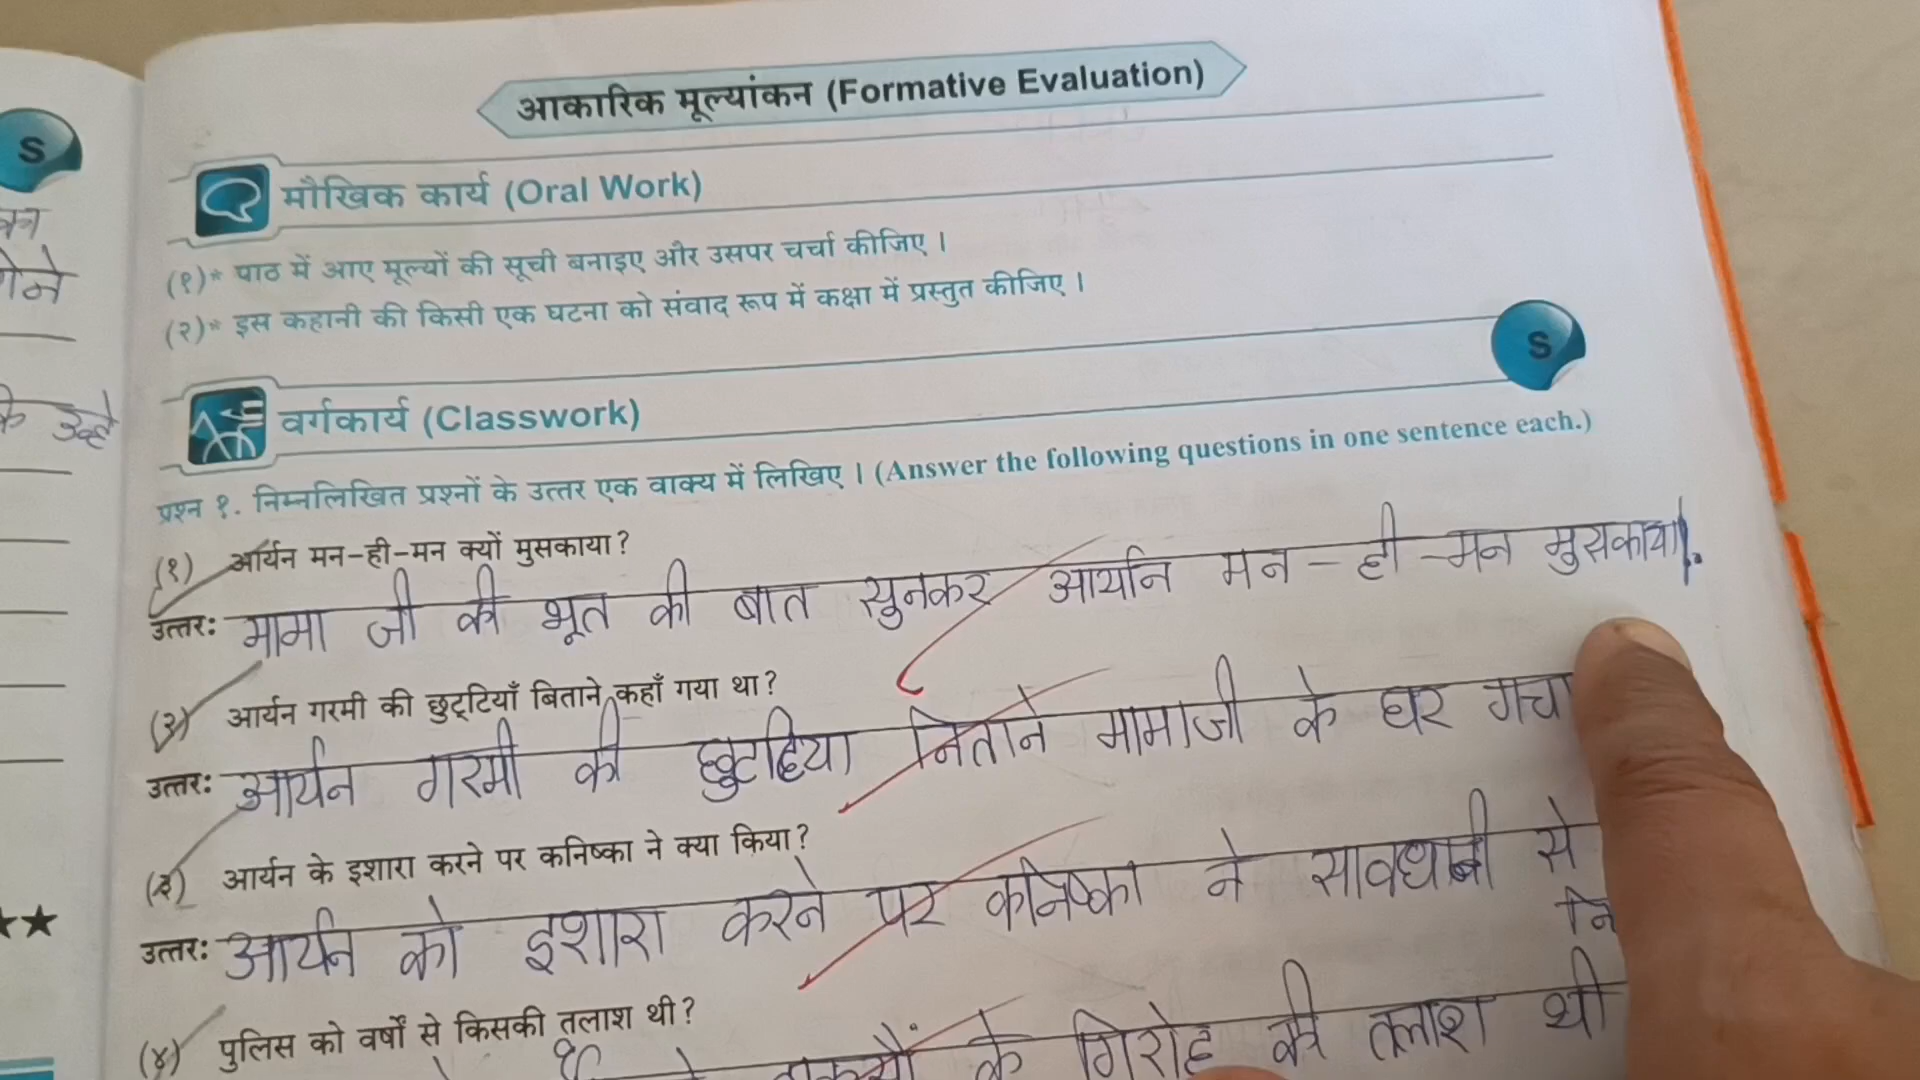 आकारिक मूल्यांकन (Formative Evaluation)
S
मौखिक कार्य (Oral Work)
(१)* पाठ में आए मूल्यों की सूची बनाइए और उसपर चर्चा कीजिए ।
(२)* इस कहानी की किसी एक घटना को संवाद रूप में कक्षा में प्रस्तुत कीजिए ।
S
वर्गकार्य (Classwork)
प्रश्न १. निम्नलिखित प्रश्नों के उत्तर एक वाक्य में लिखिए । (Answer the following questions in one sentence each.)
(१) आर्यन मन-ही-मन क्यों मुसकाया?
उत्तर: मामा जी की भूत की बात सुनकर आर्यान मन-ही-मन मुसकाया।
(२) आर्यन गरमी की छुट्टियाँ बिताने कहाँ गया था?
उत्तर: आर्यन गरमी की मामाजी के घर
(३) आर्यन के इशारा करने पर कनिष्का ने क्या किया?
उत्तर: आर्यन को इशारा करने पर कनिष्का ने से
नि
(४) पुलिस को वर्षों से किसकी तलाश थी?
के गिरोह की तलाश थी